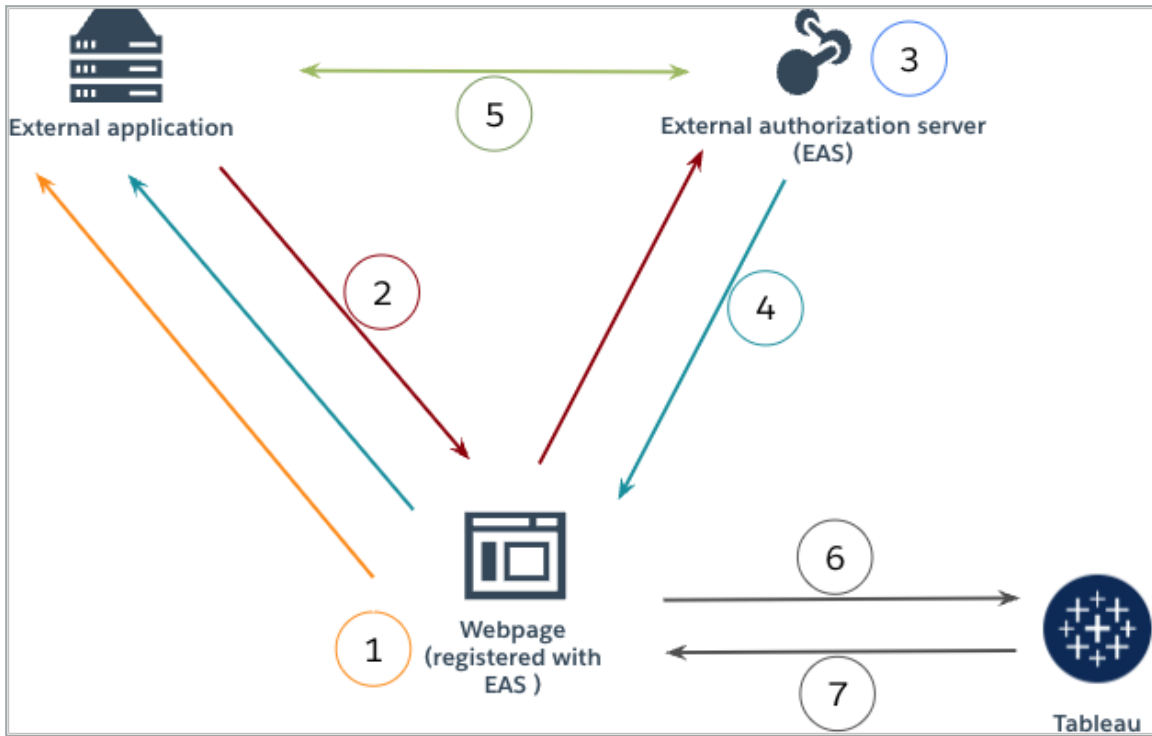 3
5
External application
External authorization server
(EAS)
2
4
6
1
Webpage
(registered with
EAS )
7
Tableau